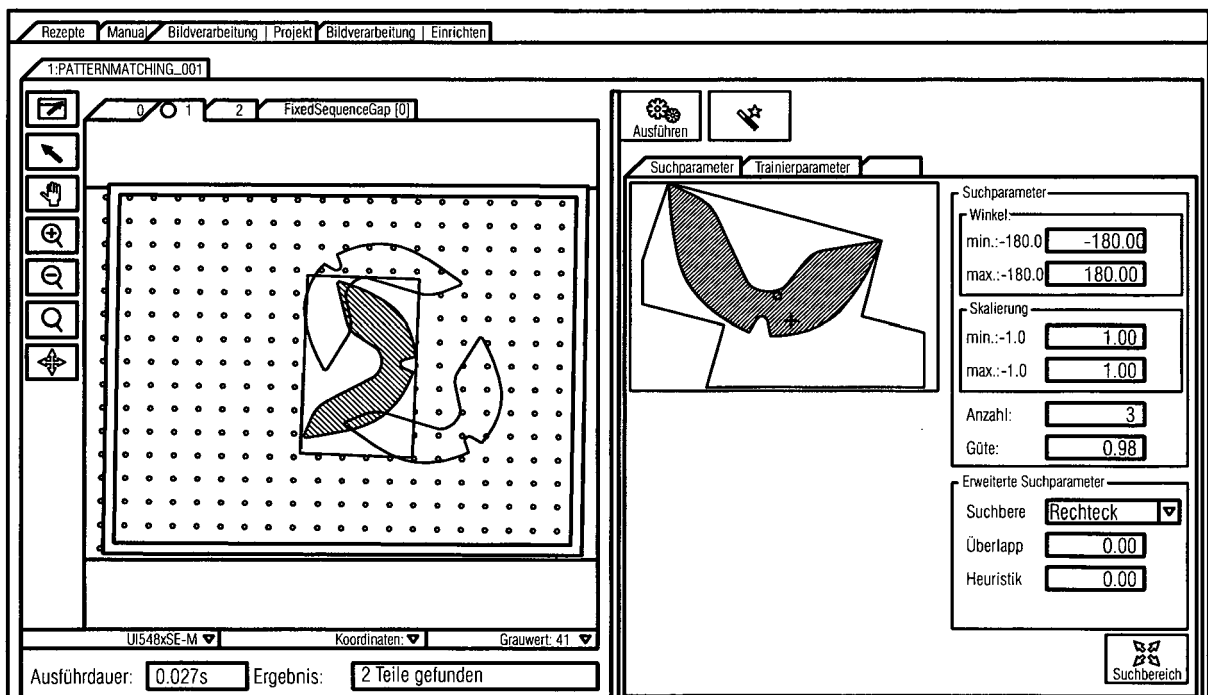 Rezepte Manual Bildverarbeitung | Projekt Bildverarbeitung | Einrichten
1:PATTERNMATCHING_001
0 1 2 FixedSequenceGap [0]
Ausführen
Suchparameter Trainierparameter
Suchparameter
Winkel:
min.:-180.0 -180.00
max.:-180.0 180.00
Skalierung
min.:-1.0 1.00
max.:-1.0 1.00
Anzahl: 3
Güte: 0.98
Erweiterte Suchparameter
Suchbere Rechteck
Überlapp 0.00
Heuristik 0.00
Suchbereich
UI548xSE-M Koordinaten: Grauwert: 41
Ausführdauer: 0.027s Ergebnis: 2 Teile gefunden